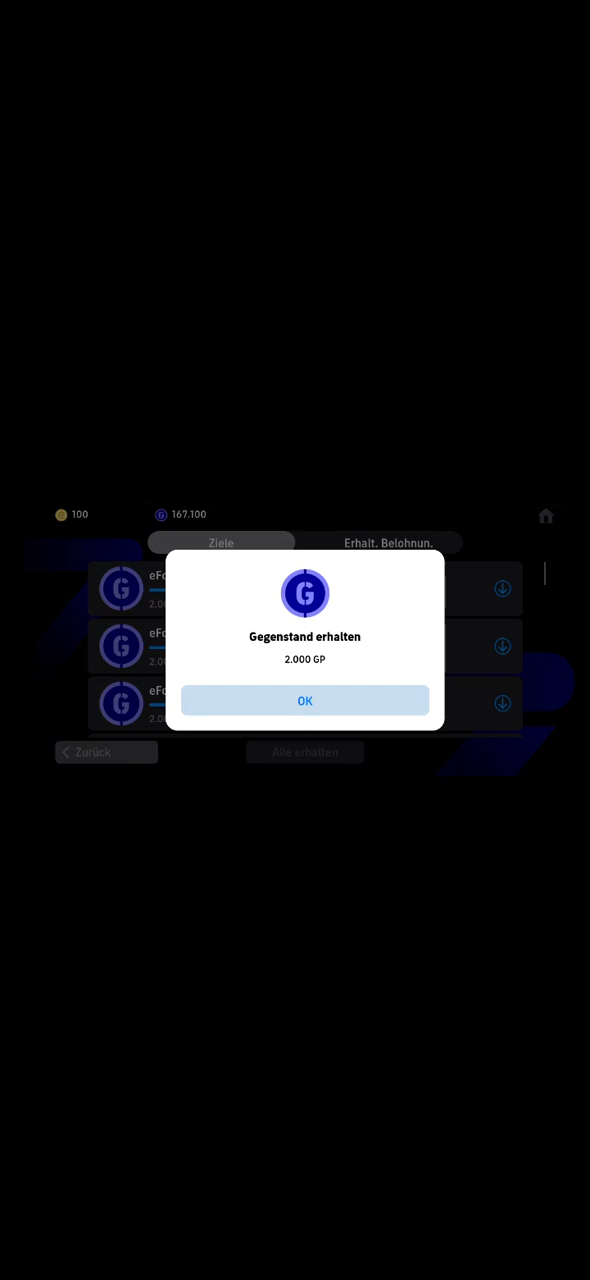 100
167.100
Ziele
Erhalt. Belohnun.
Gegenstand erhalten
2.000 GP
OK
Zurück
Alle erhalten